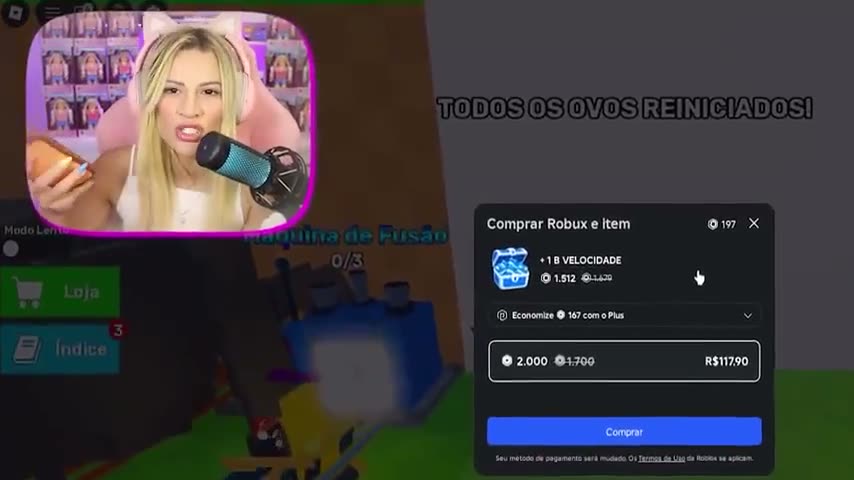 TODOS OS OVOS REINICIADOS!
Modo Lento
Máquina de Fusão
0/3
Loja
3
Índice
Comprar Robux e item
197
+ 1 B VELOCIDADE
1.512 1.679
Economize 167 com o Plus
2.000 1.700
R$117.90
Comprar
Seu método de pagamento será mudado. Os Termos de Uso da Roblox se aplicam.